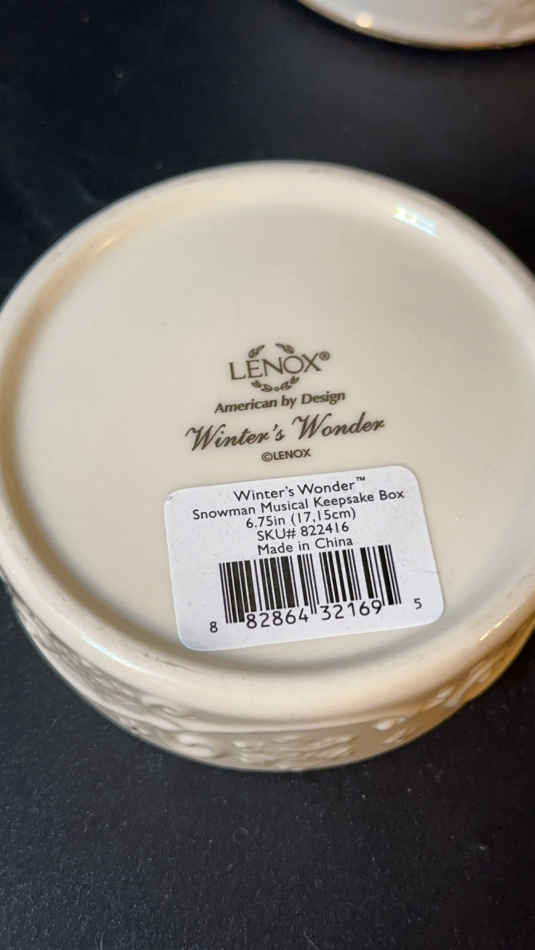 LENOX®
American by Design
Winter's Wonder
©LENOX
Winter's Wonder™
Snowman Musical Keepsake Box
6.75in (17.15cm)
SKU# 822416
Made in China
8 82864 32169 5